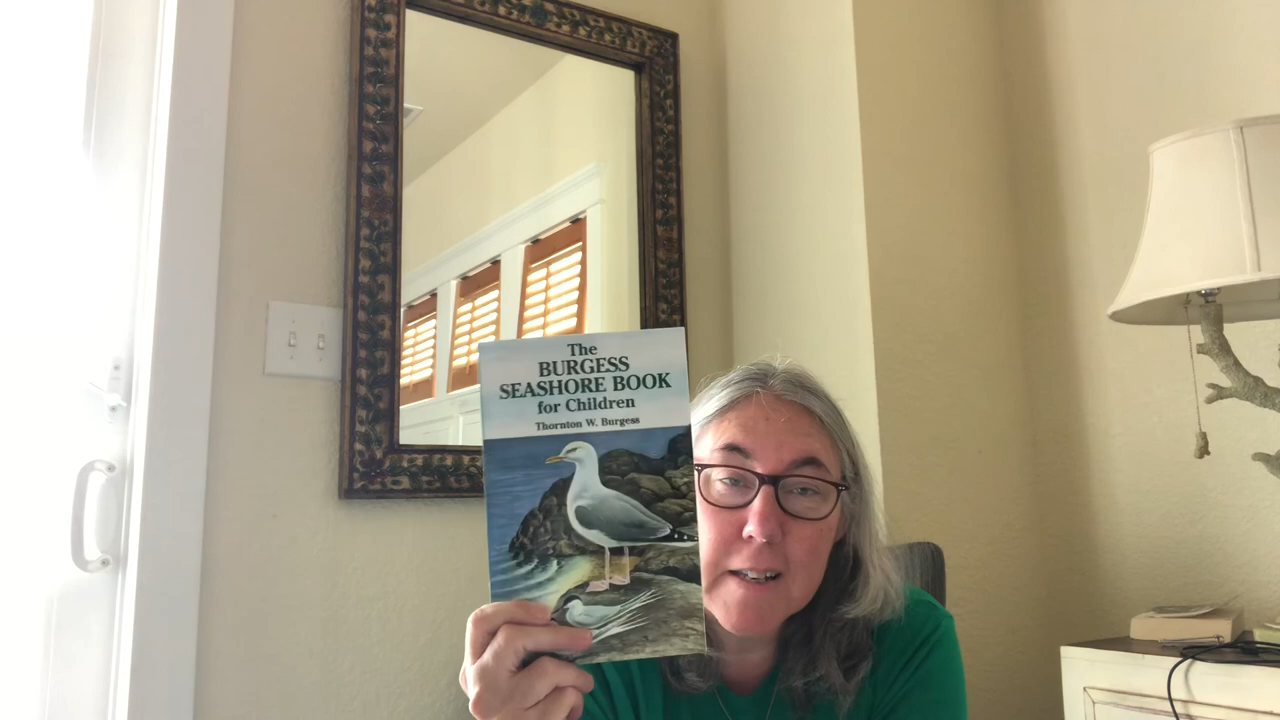 The
BURGESS
SEASHORE BOOK
for Children
Thornton W. Burgess